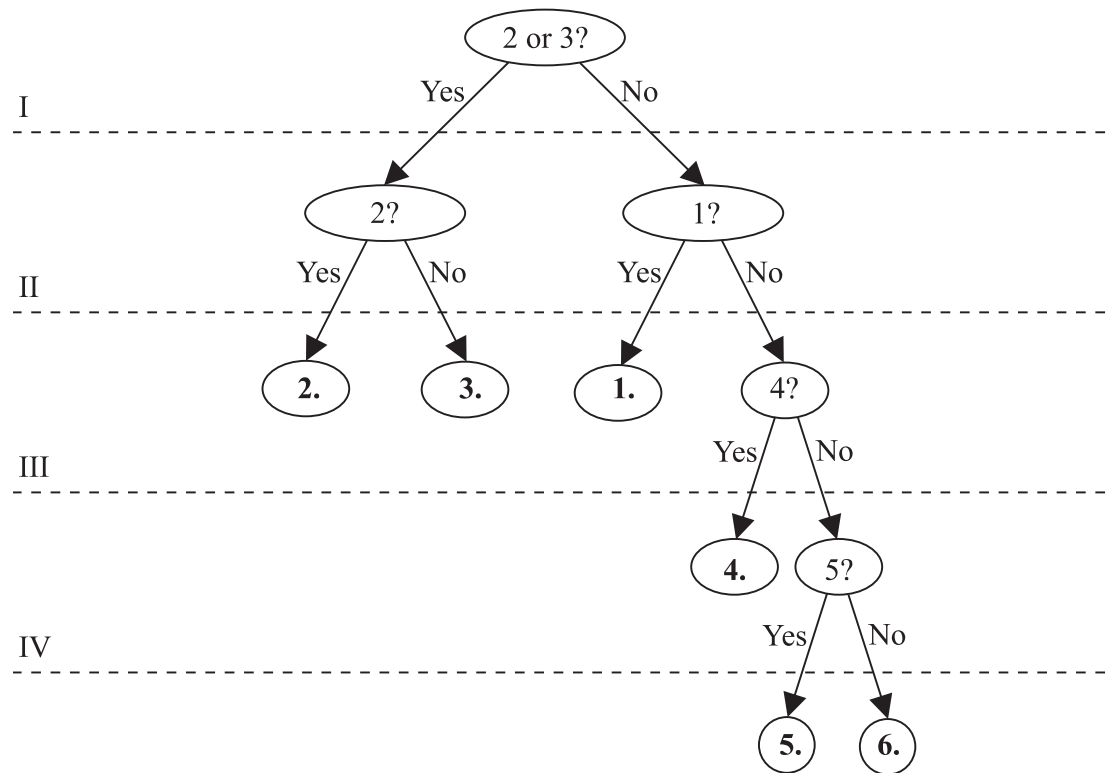 2 or 3?
Yes No
I
2? 1?
Yes No Yes No
II
2. 3. 1. 4?
Yes No
III
4. 5?
Yes No
IV
5. 6.